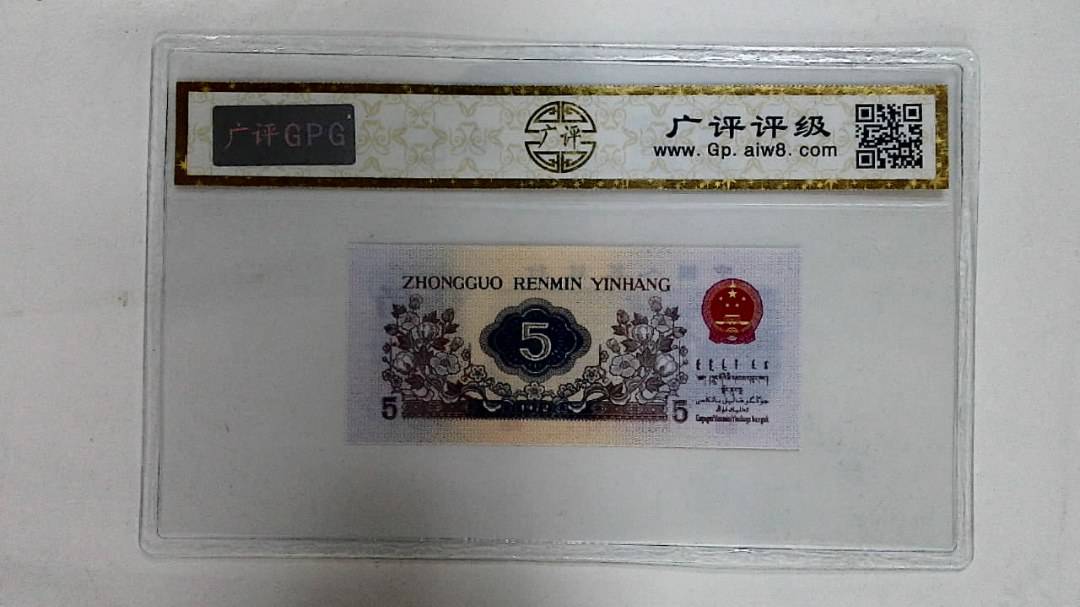 广评GPG
广评
广评评级
www. Gp. aiw8. com
ZHONGGUO RENMIN YINHANG
5
5
5